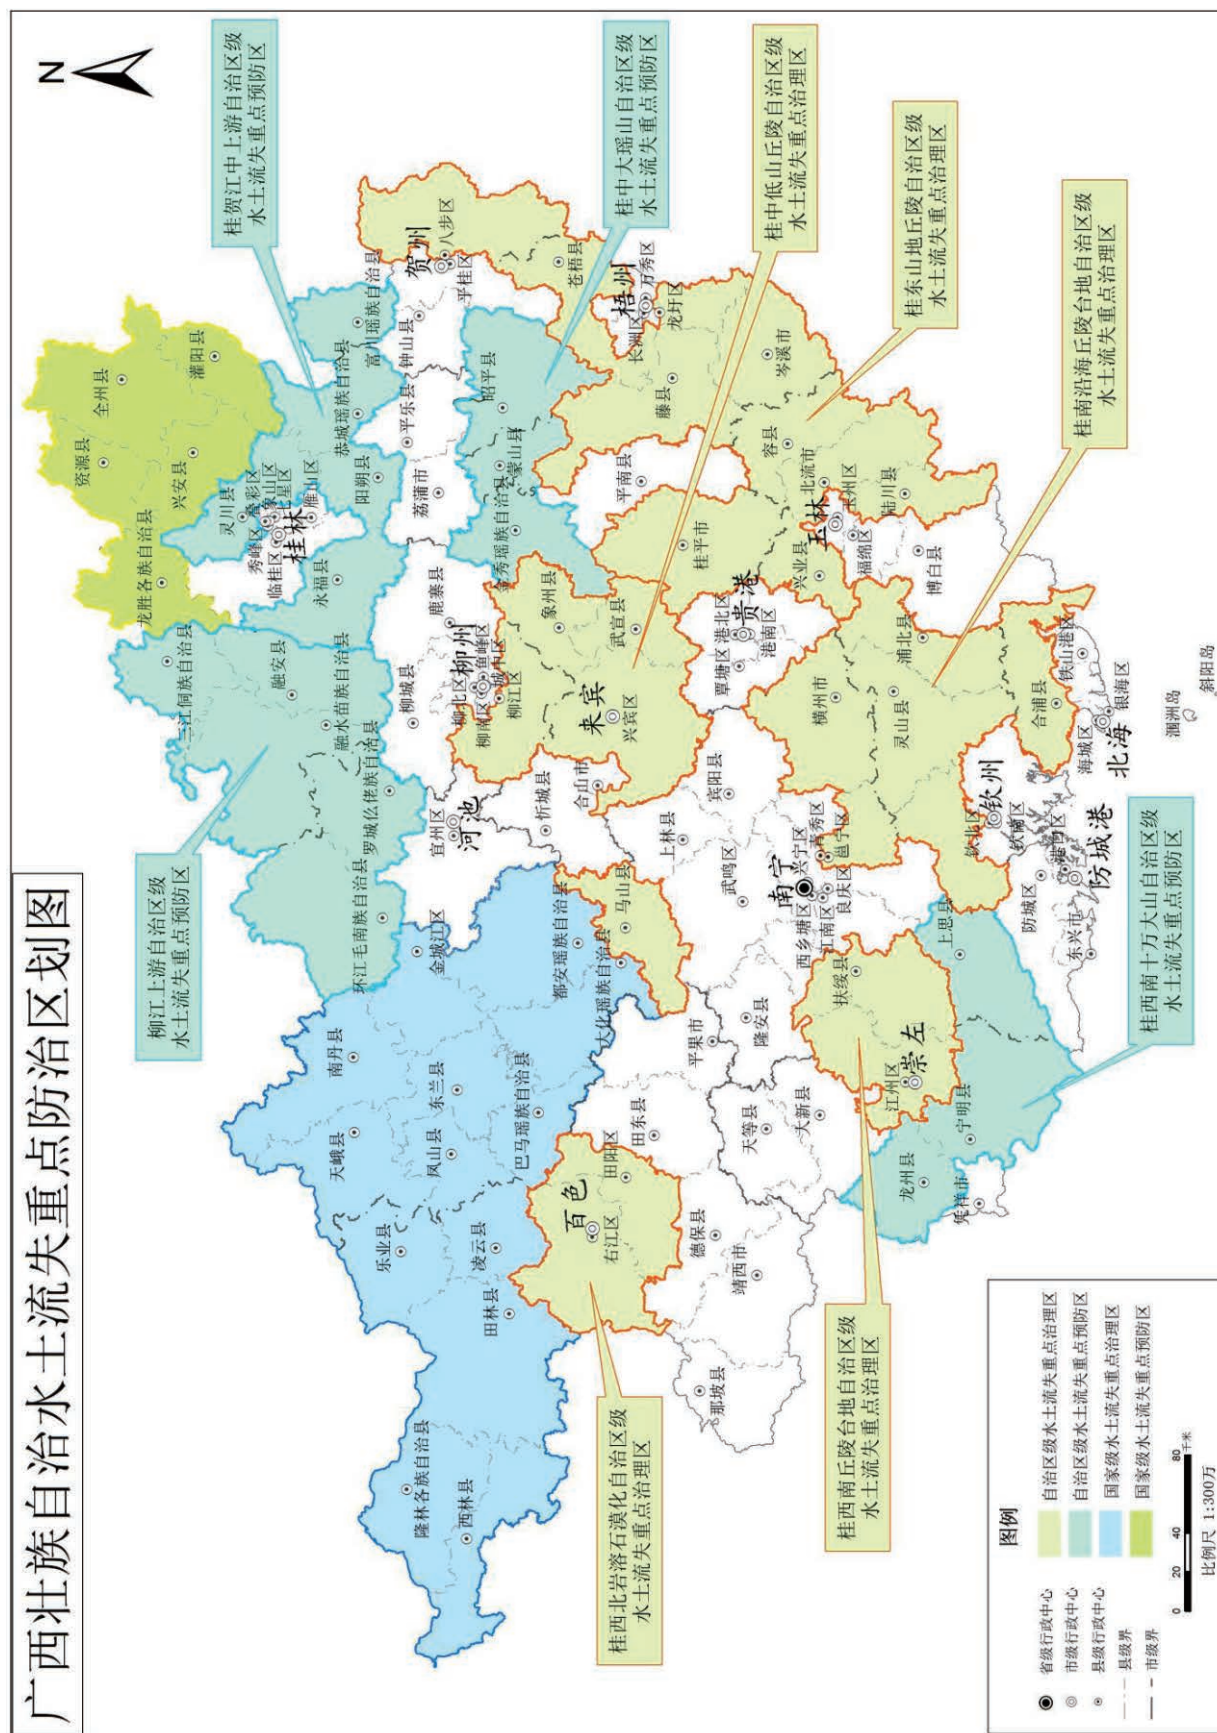 广西壮族自治水土流失重点防治区划图
N
柳江上游自治区级
水土流失重点预防区
桂贺江中上游自治区级
水土流失重点预防区
桂中大瑶山自治区级
水土流失重点预防区
桂中低山丘陵自治区级
水土流失重点治理区
桂东山地丘陵自治区级
水土流失重点治理区
桂南沿海丘陵台地自治区级
水土流失重点治理区
桂西南十万大山自治区级
水土流失重点预防区
桂西南丘陵台地自治区级
水土流失重点治理区
桂西北岩溶石漠化自治区级
水土流失重点治理区
资源县
全州县
灌阳县
兴安县
龙胜各族自治县
灵川县
秀峰区
叠彩区
象山区
七星区
雁山区
临桂区
桂林
永福县
阳朔县
恭城瑶族自治县
富川瑶族自治县
平乐县
荔浦市
钟山县
贺州
八步区
平桂区
昭平县
蒙山县
金秀瑶族自治县
三江侗族自治县
融安县
融水苗族自治县
罗城仫佬族自治县
环江毛南族自治县
鹿寨县
柳城县
柳州
柳北区
鱼峰区
城中区
柳南区
柳江区
河池
宜州区
金城江区
南丹县
天峨县
东兰县
凤山县
巴马瑶族自治县
都安瑶族自治县
大化瑶族自治县
乐业县
凌云县
田林县
隆林各族自治县
西林县
百色
右江区
田阳区
田东县
平果市
德保县
靖西市
那坡县
来宾
兴宾区
象州县
武宣县
忻城县
合山市
马山县
上林县
宾阳县
武鸣区
隆安县
南宁
兴宁区
青秀区
西乡塘区
江南区
良庆区
邕宁区
横州市
崇左
江州区
扶绥县
天等县
大新县
龙州县
宁明县
凭祥市
上思县
防城港
防城区
港口区
东兴市
钦州
钦北区
钦南区
灵山县
浦北县
北海
海城区
银海区
铁山港区
合浦县
涠洲岛
斜阳岛
贵港
港北区
港南区
覃塘区
桂平市
平南县
玉林
玉州区
福绵区
兴业县
北流市
容县
陆川县
博白县
梧州
长洲区
万秀区
龙圩区
苍梧县
藤县
岑溪市
图例
省级行政中心
市级行政中心
县级行政中心
县级界
市级界
自治区级水土流失重点治理区
自治区级水土流失重点预防区
国家级水土流失重点治理区
国家级水土流失重点预防区
0 20 40 80
千米
比例尺 1:300万